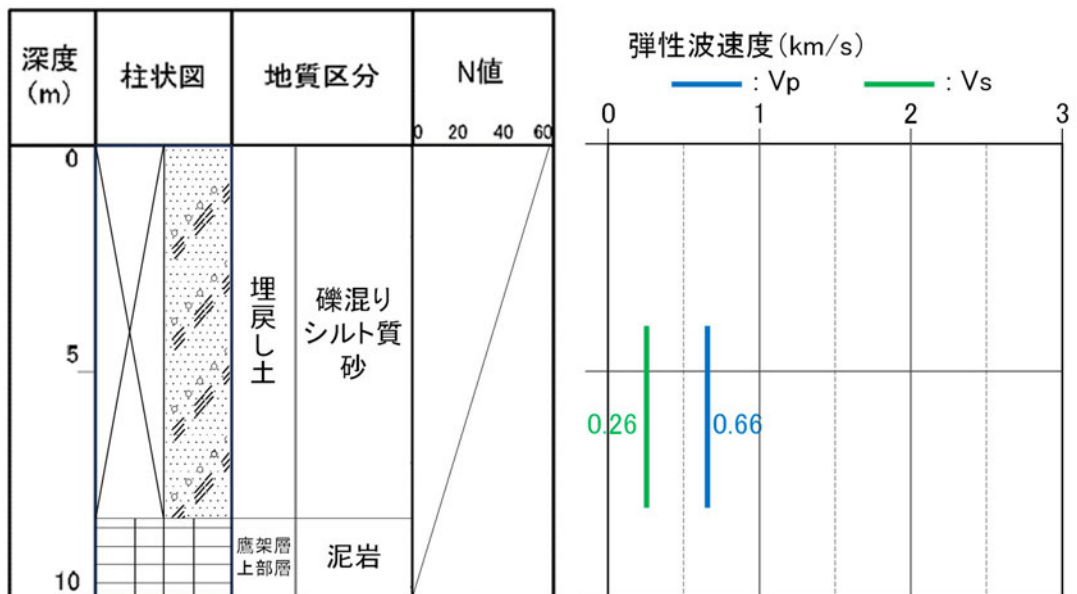 深度
(m)
柱状図
地質区分
N値
0 20 40 60
弾性波速度(km/s)
: Vp
: Vs
0 1 2 3
0
5
10
埋戻し土
礫混り
シルト質
砂
鷹架層
上部層
泥岩
0.26
0.66